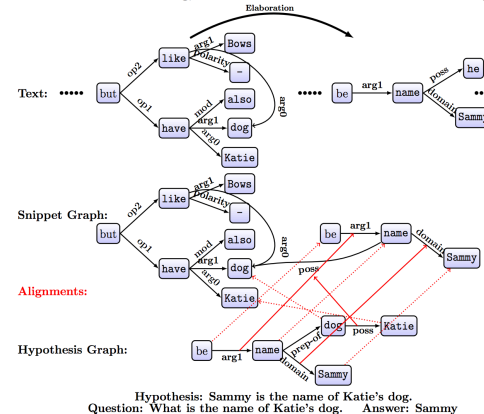 Elaboration
Text:
but
op2
op1
like
arg1
Polarity
Bows
-
arg0
have
mod
arg1
arg0
also
dog
Katie
be
arg1
name
poss
domain
he
Snippet Graph:
but
op2
op1
like
arg1
Polarity
Bows
-
arg0
have
mod
arg1
arg0
also
dog
Katie
be
arg1
name
domain
Sammy
poss
Alignments:
Hypothesis Graph:
be
arg1
name
prep-of
domain
dog
poss
Katie
Sammy
Hypothesis: Sammy is the name of Katie's dog.
Question: What is the name of Katie's dog. Answer: Sammy